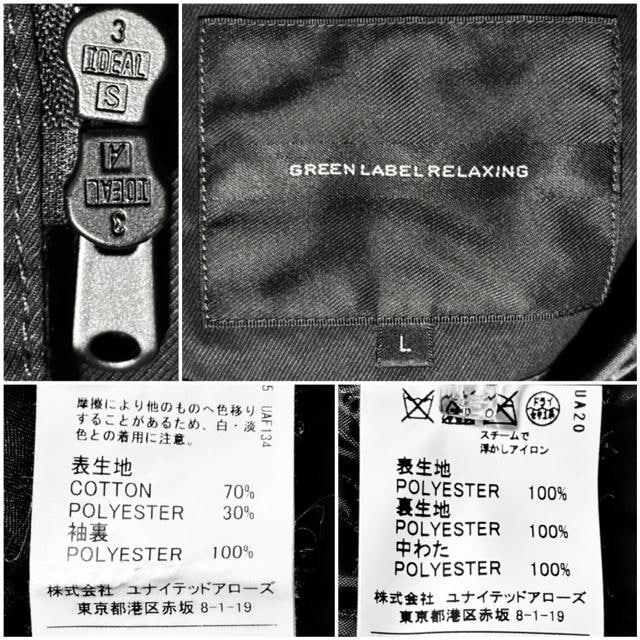 3
IDEAL
S
A
IDEAL
3
GREEN LABEL RELAXING
L
摩擦により他のものへ色移り
することがあるため、白・淡
色との着用に注意。
5 UAF134
表生地
COTTON 70%
POLYESTER 30%
袖裏
POLYESTER 100%
株式会社 ユナイテッドアローズ
東京都港区赤坂 8-1-19
ドライ
UA20
スチームで
浮かしアイロン
表生地
POLYESTER 100%
裏生地
POLYESTER 100%
中わた
POLYESTER 100%
株式会社 ユナイテッドアローズ
東京都港区赤坂 8-1-19